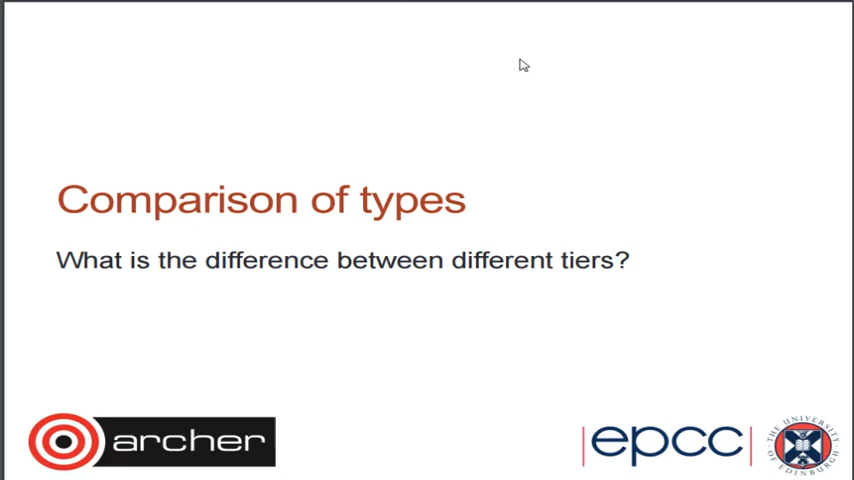 Comparison of types
What is the difference between different tiers?
archer
epcc
THE UNIVERSITY OF EDINBURGH